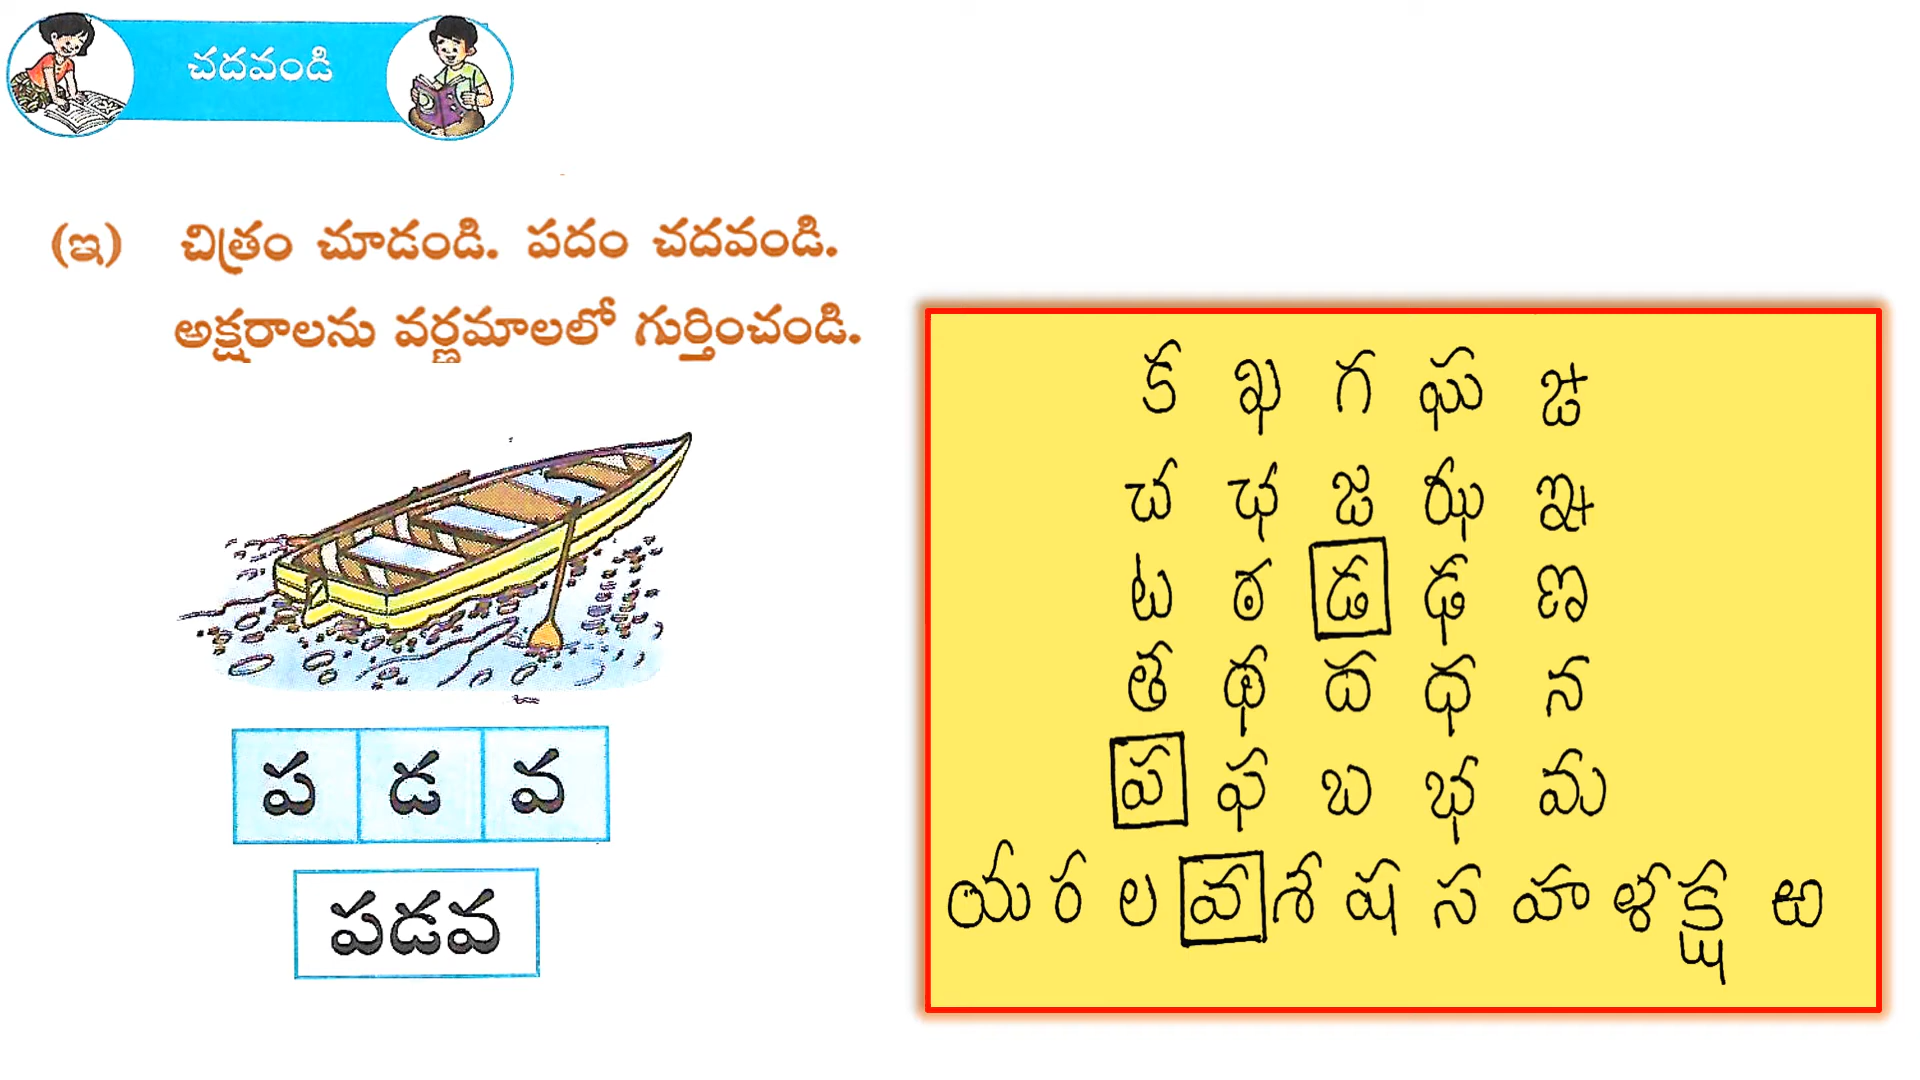 చదవండి
(ఇ) చిత్రం చూడండి. పదం చదవండి.
అక్షరాలను వర్ణమాలలో గుర్తించండి.
ప డ వ
పడవ
క ఖ గ ఘ ఙ
చ ఛ జ ఝ ఞ
ట ఠ డ ఢ ణ
త థ ద ధ న
ప ఫ బ భ మ
య ర ల వ శ ష స హ ళ క్ష ఱ